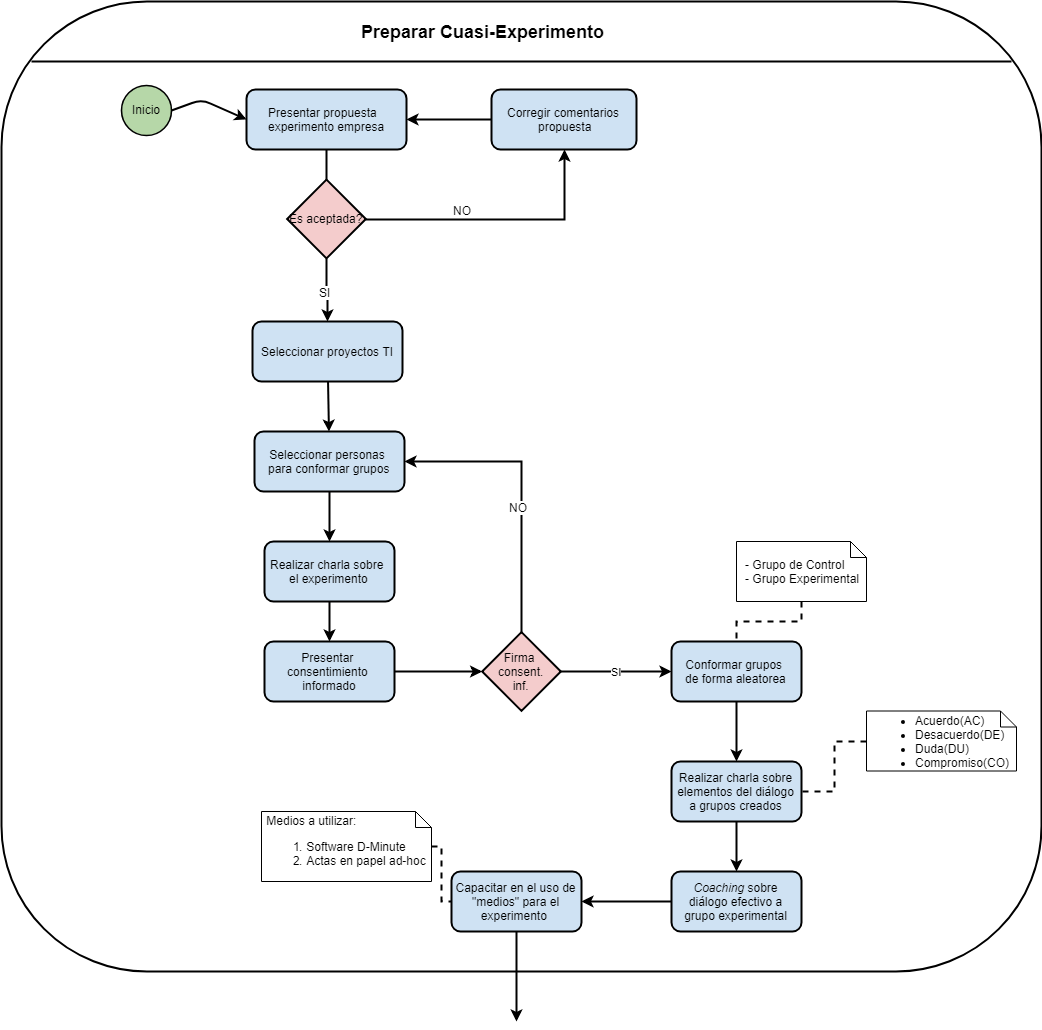 Preparar Cuasi-Experimento
Inicio
Presentar propuesta
experimento empresa
Corregir comentarios
propuesta
Es aceptada?
NO
SI
Seleccionar proyectos TI
Seleccionar personas
para conformar grupos
NO
Realizar charla sobre
el experimento
- Grupo de Control
- Grupo Experimental
Presentar
consentimiento
informado
Firma
consent.
inf.
SI
Conformar grupos
de forma aleatorea
• Acuerdo(AC)
• Desacuerdo(DE)
• Duda(DU)
• Compromiso(CO)
Realizar charla sobre
elementos del diálogo
a grupos creados
Medios a utilizar:
1. Software D-Minute
2. Actas en papel ad-hoc
Capacitar en el uso de
"medios" para el
experimento
Coaching sobre
diálogo efectivo a
grupo experimental